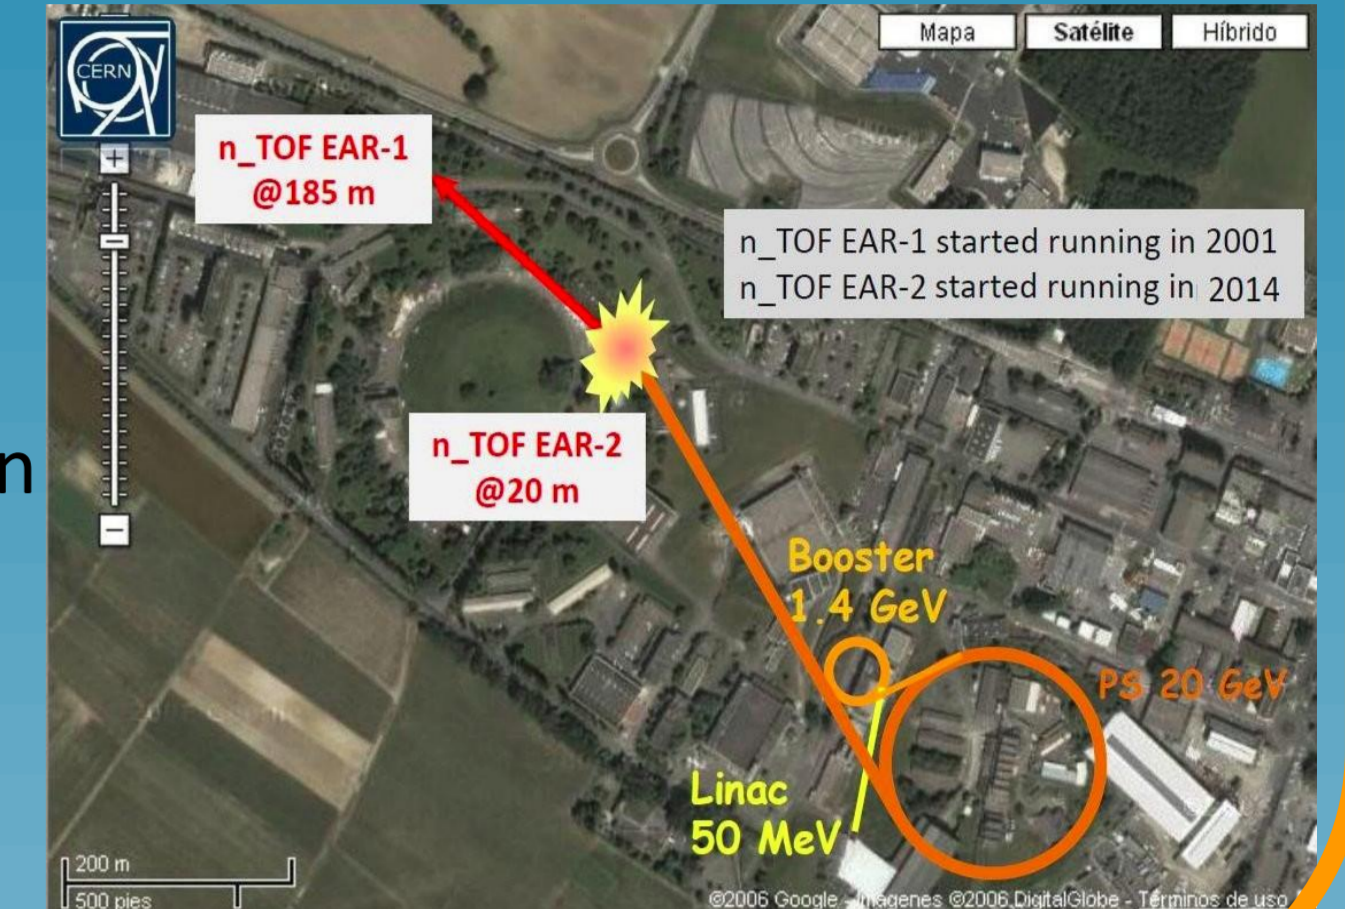 CERN
Mapa
Satélite
Híbrido
n_TOF EAR-1
@185 m
n_TOF EAR-1 started running in 2001
n_TOF EAR-2 started running in 2014
n
n_TOF EAR-2
@20 m
Booster
1.4 GeV
PS 20 GeV
Linac
50 MeV
200 m
500 pies
©2006 Google - Imágenes ©2006 DigitalGlobe - Términos de uso